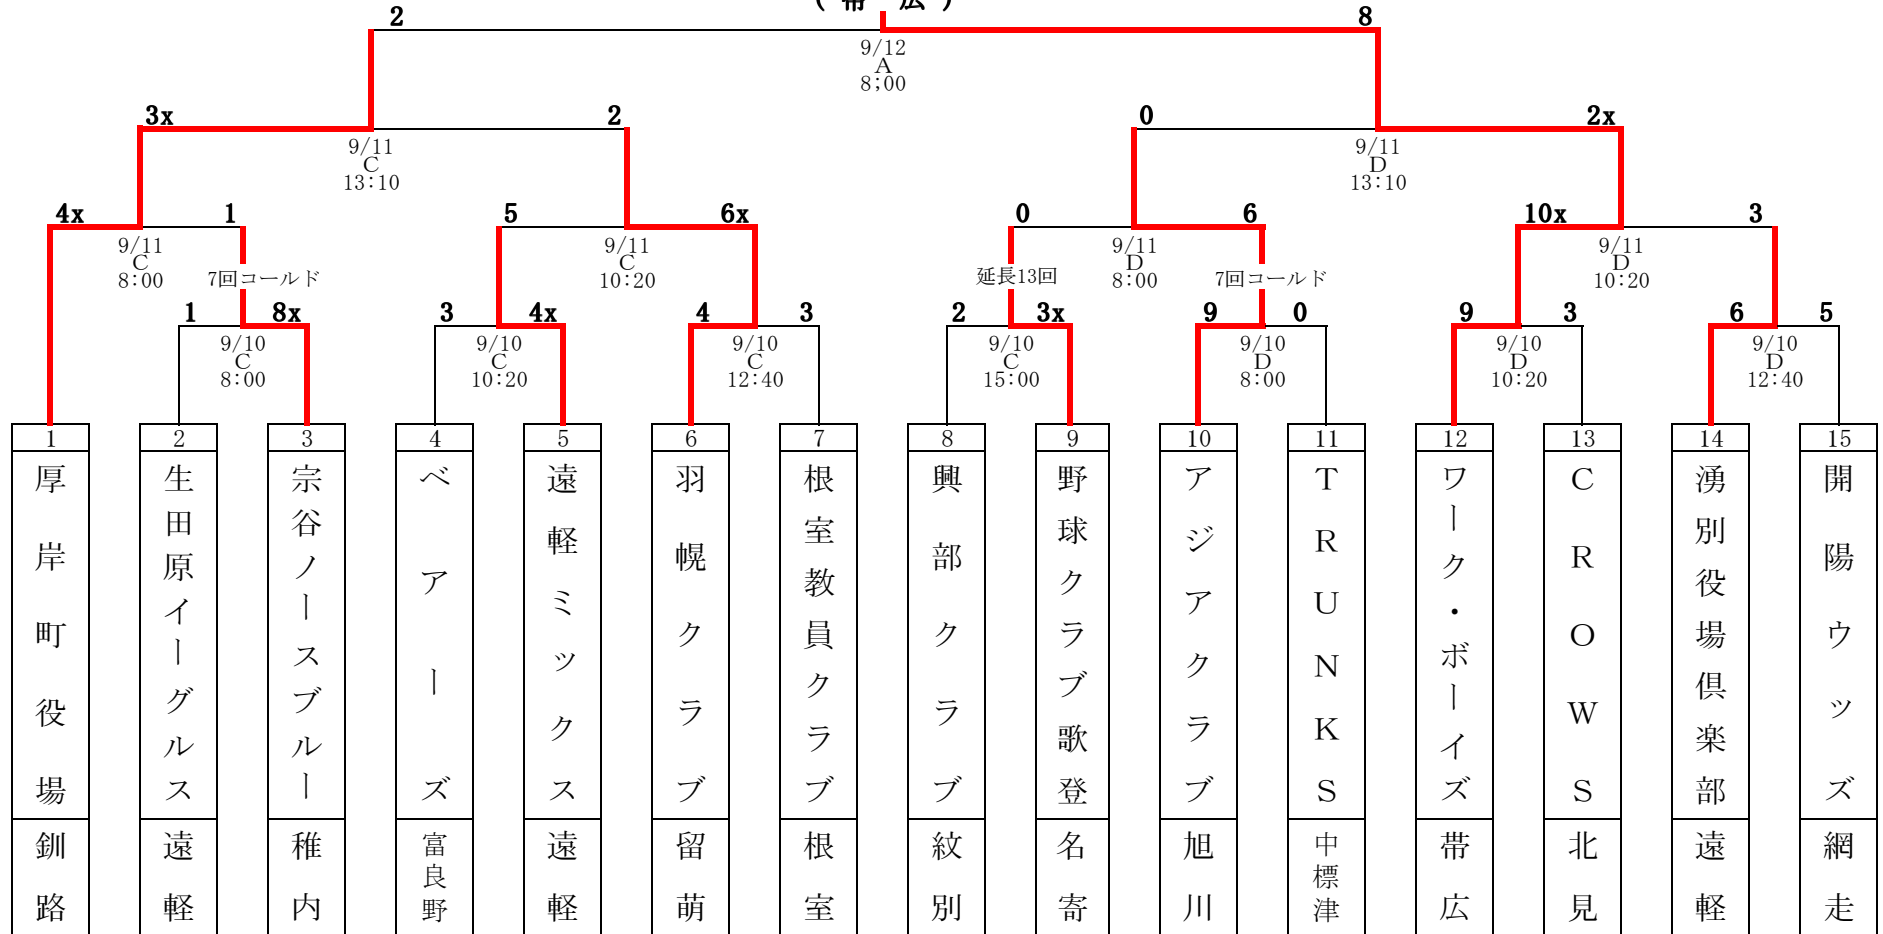 ( 帯 広 )
2 8
9/12
A
8;00
3x 2 0 2x
9/11 9/11
C D
13:10 13:10
4x 1 5 6x 0 6 10x 3
9/11 9/11 9/11 9/11
C C D D
8:00 10:20 8:00 10:20
7回コールド 延長13回 7回コールド
1 8x 3 4x 4 3 2 3x 9 0 9 3 6 5
9/10 9/10 9/10 9/10 9/10 9/10 9/10
C C C C D D D
8:00 10:20 12:40 15:00 8:00 10:20 12:40
1 2 3 4 5 6 7 8 9 10 11 12 13 14 15
厚岸町役場
釧路
生田原イーグルス
遠軽
宗谷ノースブルー
稚内
ベアーズ
富良野
遠軽ミックス
遠軽
羽幌クラブ
留萌
根室教員クラブ
根室
興部クラブ
紋別
野球クラブ歌登
名寄
アジアクラブ
旭川
TRUNKS
中標津
ワーク・ボーイズ
帯広
CROWS
北見
湧別役場倶楽部
遠軽
開陽ウッズ
網走